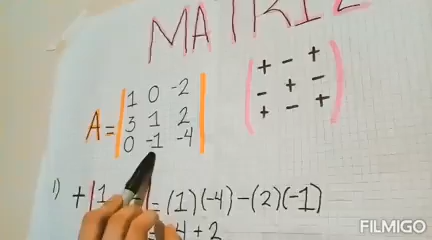 MATRIZ
1 0 -2
A = 3 1 2
0 -1 -4
+ - +
- + -
+ - +
1) + |1 = (1)(-4) - (2)(-1)
4 + 2
FILMIGO